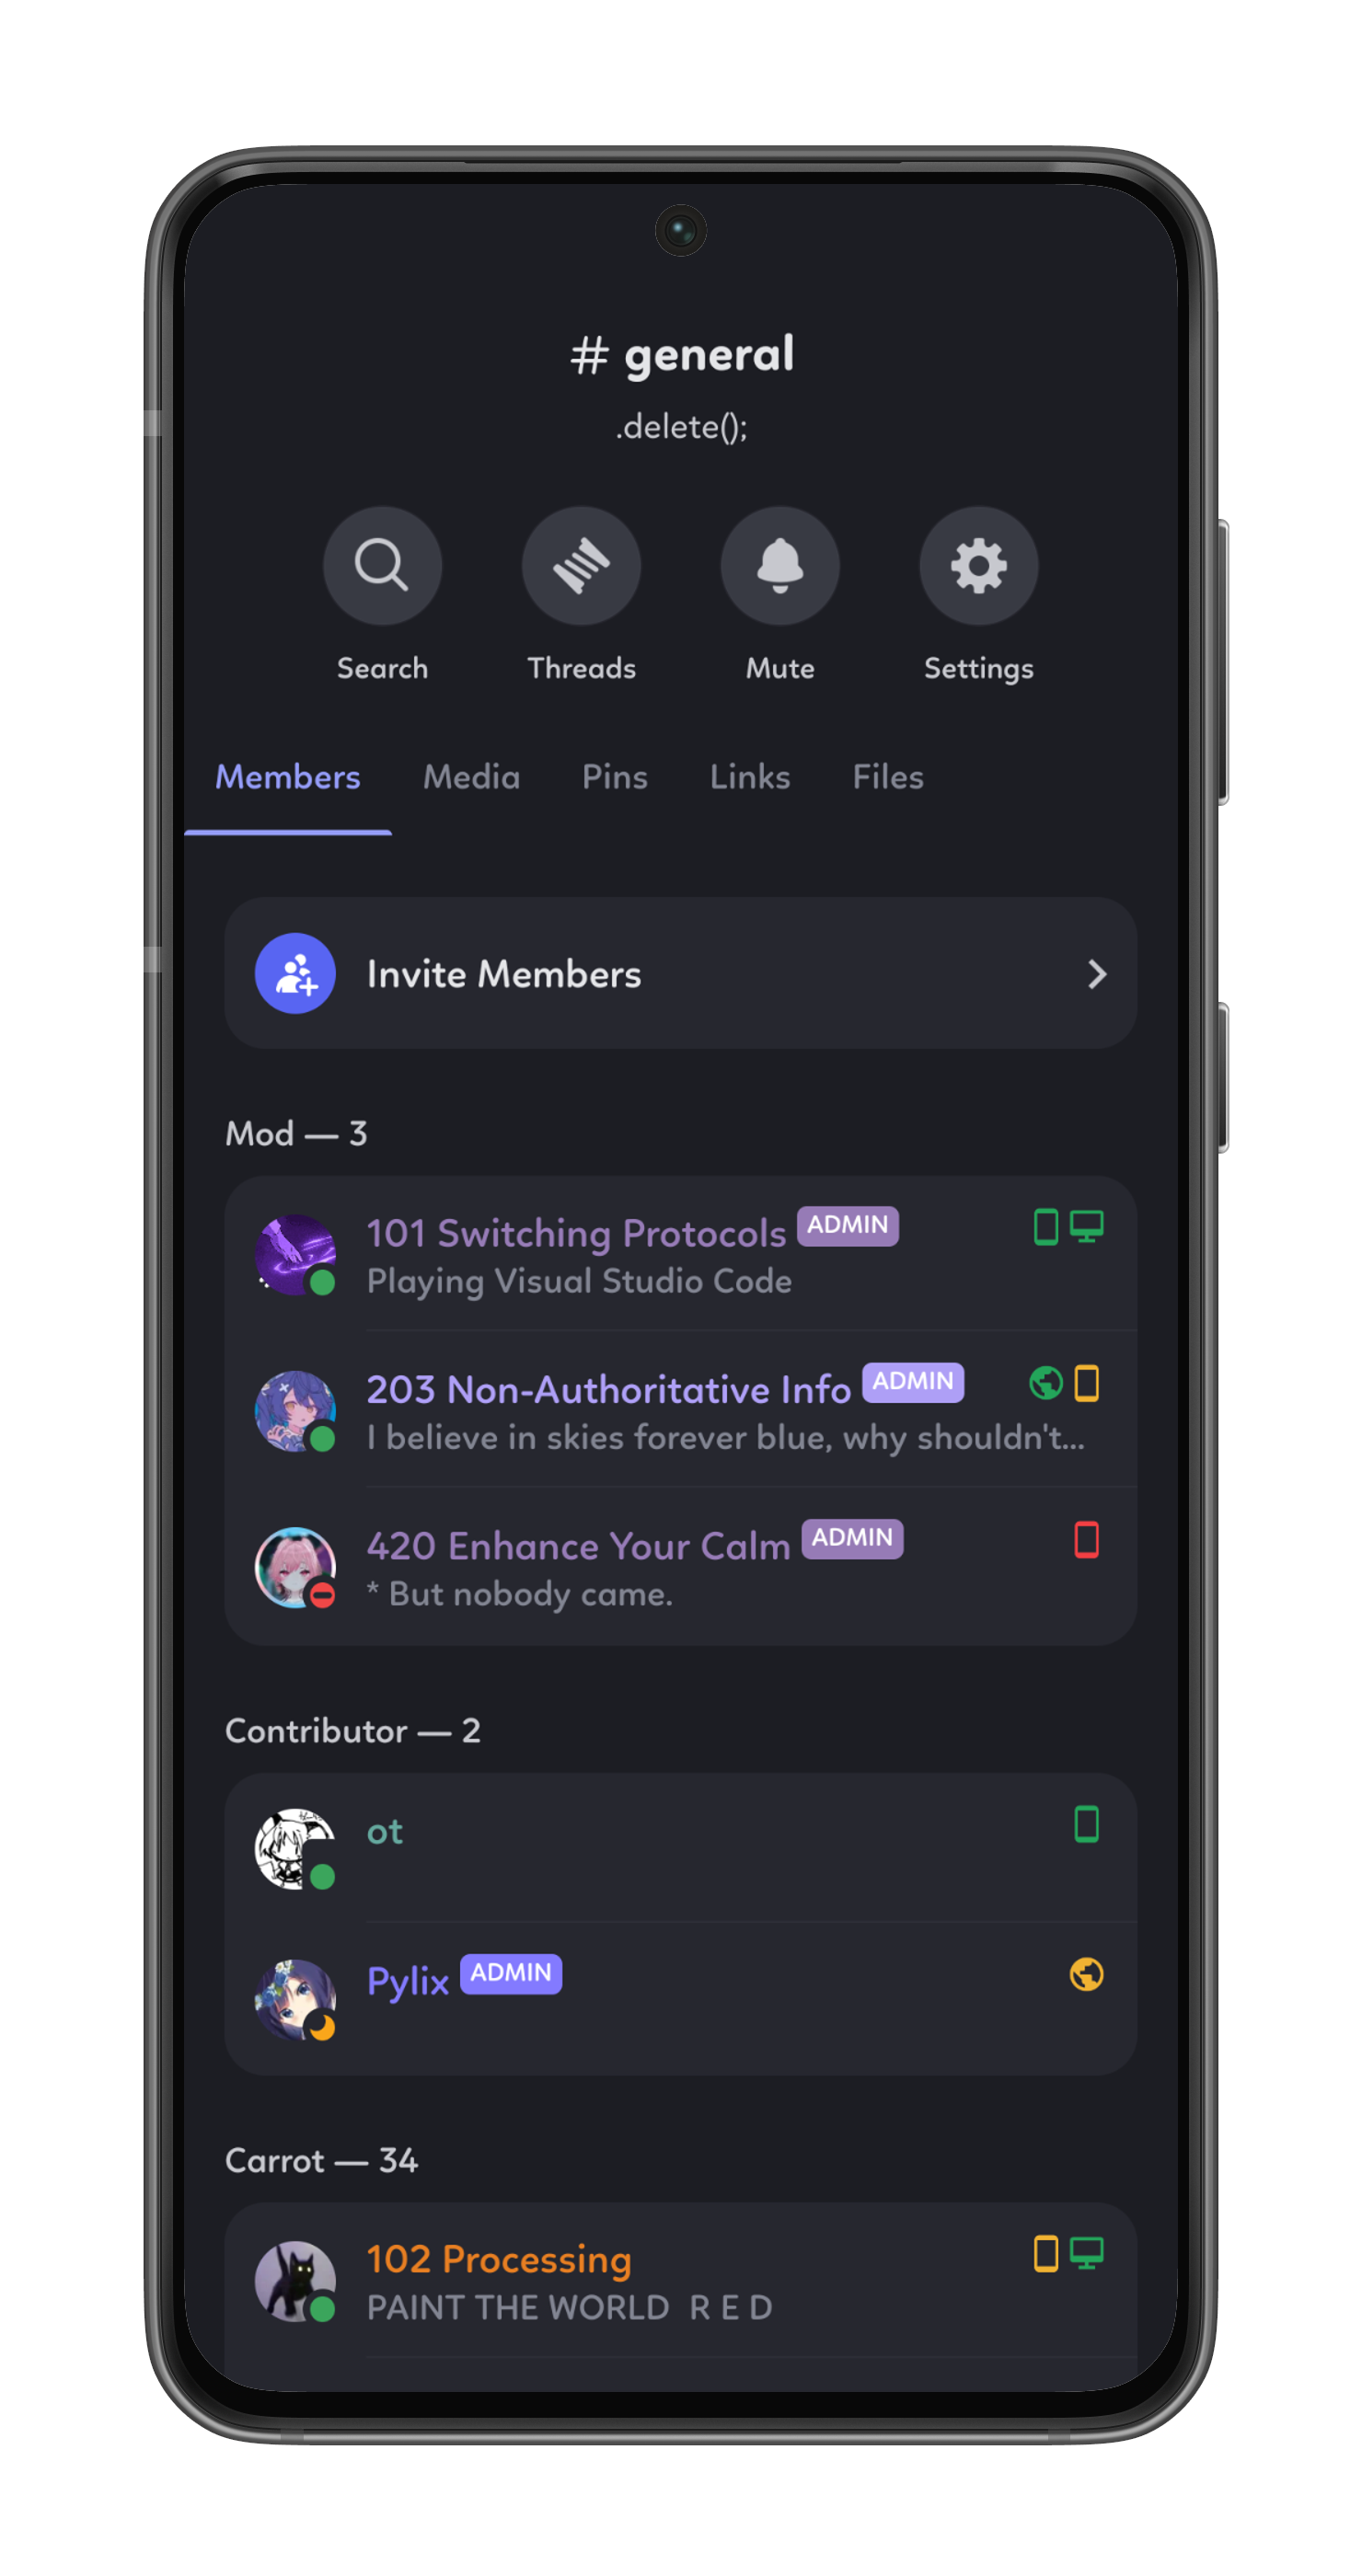 # general
.delete();
Search Threads Mute Settings
Members Media Pins Links Files
Invite Members
Mod — 3
101 Switching Protocols ADMIN
Playing Visual Studio Code
203 Non-Authoritative Info ADMIN
I believe in skies forever blue, why shouldn't...
420 Enhance Your Calm ADMIN
* But nobody came.
Contributor — 2
ot
Pylix ADMIN
Carrot — 34
102 Processing
PAINT THE WORLD R E D